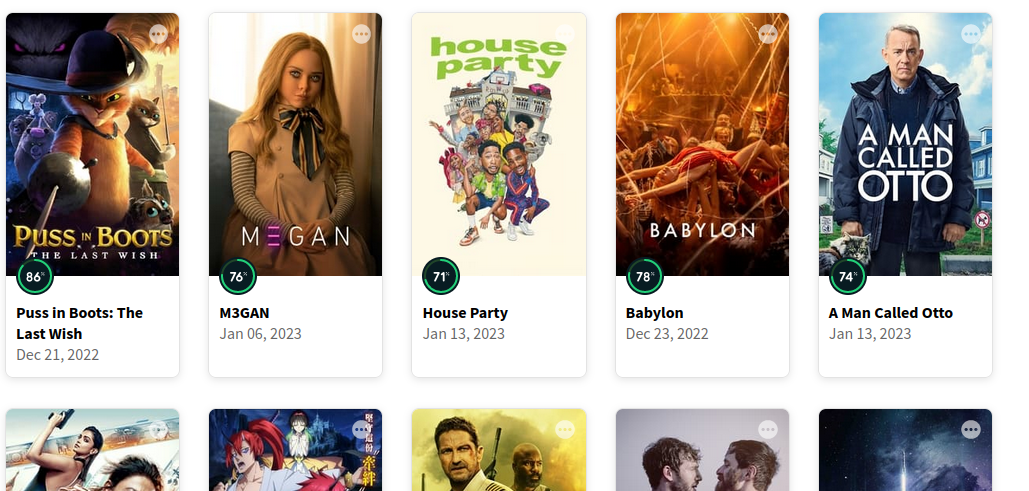 PUSS IN BOOTS
THE LAST WISH
86%
Puss in Boots: The
Last Wish
Dec 21, 2022
M3GAN
76%
M3GAN
Jan 06, 2023
house
party
71%
House Party
Jan 13, 2023
BABYLON
78%
Babylon
Dec 23, 2022
A MAN
CALLED
OTTO
74%
A Man Called Otto
Jan 13, 2023